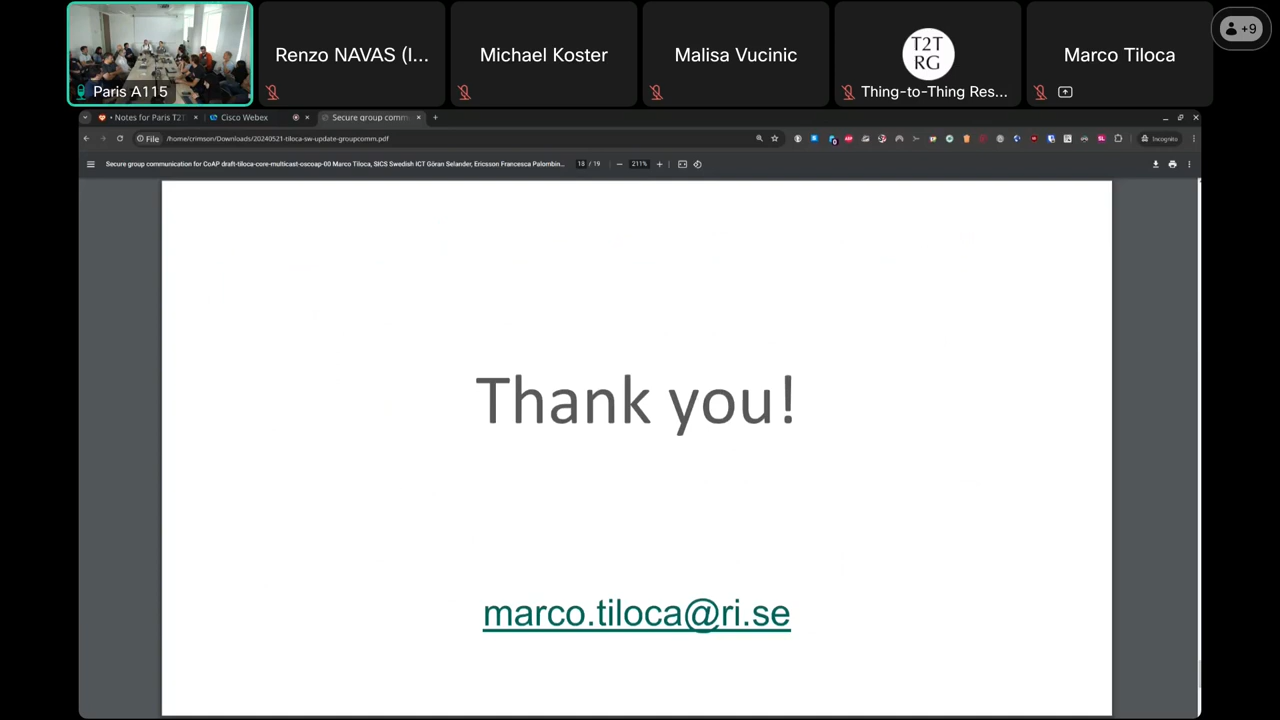 Paris A115
Renzo NAVAS (I...
Michael Koster
Malisa Vucinic
T2T
RG
Thing-to-Thing Res...
Marco Tiloca
+9
• Notes for Paris T2T
Cisco Webex
Secure group comm
File
/home/crimson/Downloads/20240521-tiloca-sw-update-groupcomm.pdf
Incognito
Secure group communication for CoAP draft-tiloca-core-multicast-oscoap-00 Marco Tiloca, SICS Swedish ICT Göran Selander, Ericsson Francesca Palombin...
18 / 19
211%
Thank you!
marco.tiloca@ri.se